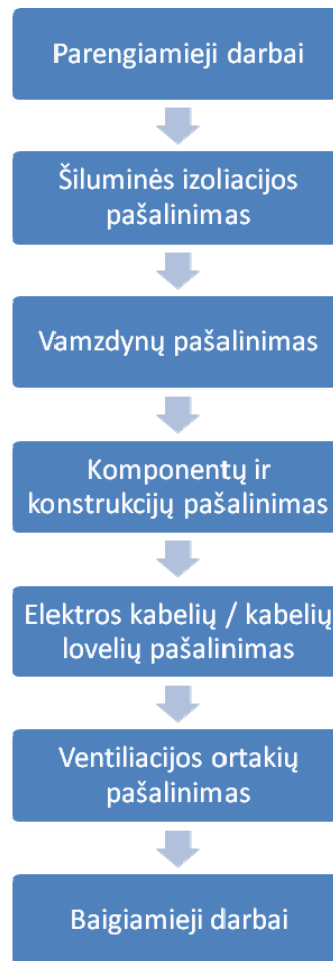 Parengiamieji darbai
Šiluminės izoliacijos
pašalinimas
Vamzdynų pašalinimas
Komponentų ir
konstrukcijų pašalinimas
Elektros kabelių / kabelių
lovelių pašalinimas
Ventiliacijos ortakių
pašalinimas
Baigiamieji darbai